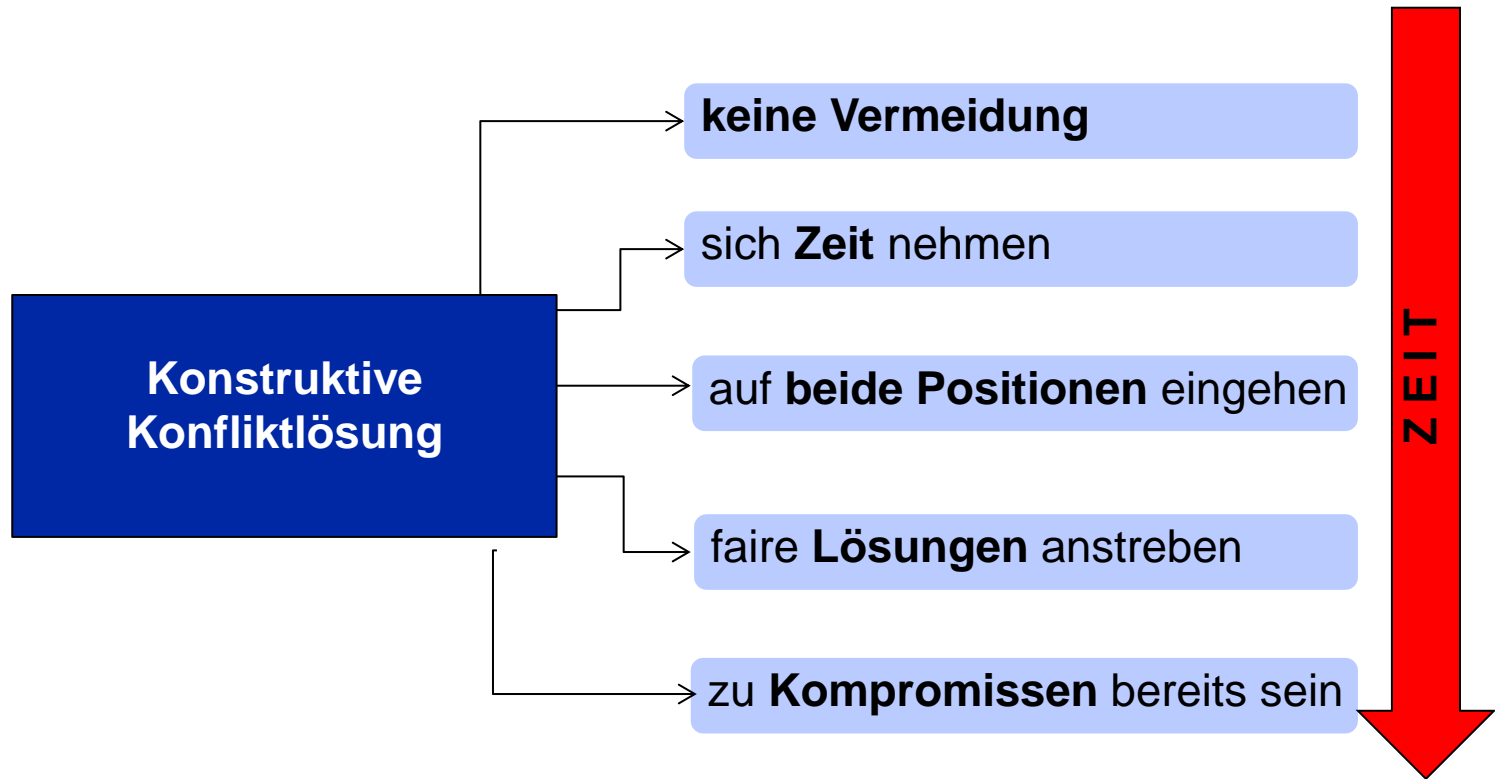 keine Vermeidung
sich Zeit nehmen
Konstruktive
Konfliktlösung
auf beide Positionen eingehen
faire Lösungen anstreben
zu Kompromissen bereits sein
ZEIT